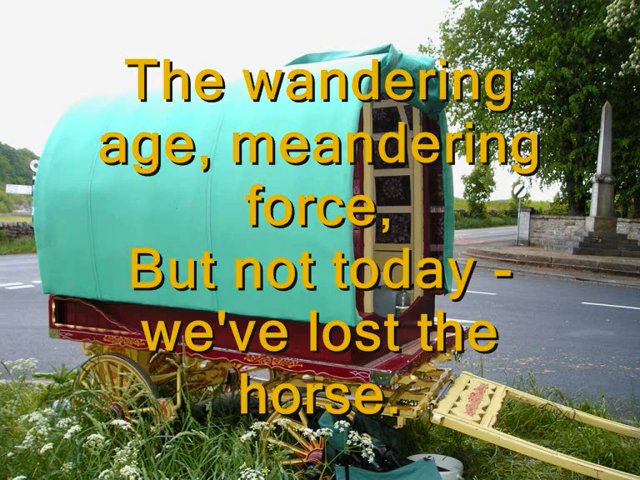 The wandering
age, meandering
force,
But not today -
we've lost the
horse.